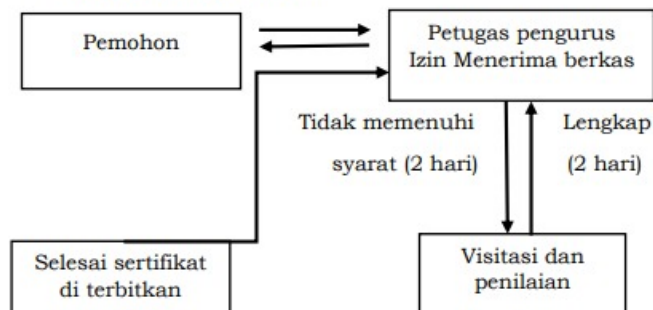 Pemohon
Petugas pengurus
Izin Menerima berkas
Tidak memenuhi
syarat (2 hari)
Lengkap
(2 hari)
Selesai sertifikat
di terbitkan
Visitasi dan
penilaian